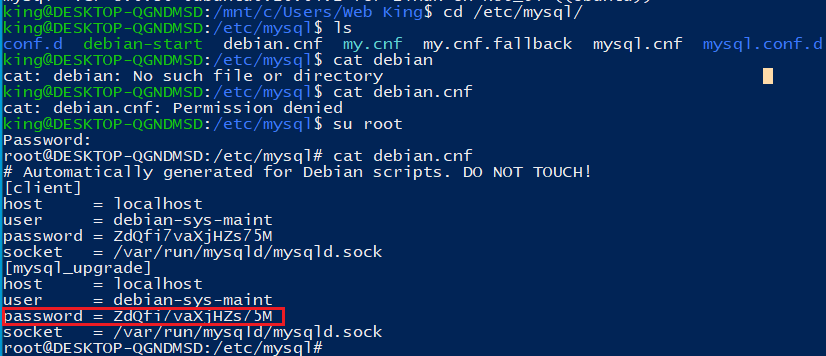 king@DESKTOP-QGNDMSD:/mnt/c/Users/Web King$ cd /etc/mysql/
king@DESKTOP-QGNDMSD:/etc/mysql$ ls
conf.d  debian-start  debian.cnf  my.cnf  my.cnf.fallback  mysql.cnf  mysql.conf.d
king@DESKTOP-QGNDMSD:/etc/mysql$ cat debian
cat: debian: No such file or directory
king@DESKTOP-QGNDMSD:/etc/mysql$ cat debian.cnf
cat: debian.cnf: Permission denied
king@DESKTOP-QGNDMSD:/etc/mysql$ su root
Password:
root@DESKTOP-QGNDMSD:/etc/mysql# cat debian.cnf
# Automatically generated for Debian scripts. DO NOT TOUCH!
[client]
host     = localhost
user     = debian-sys-maint
password = ZdQfi7vaXjHZs75M
socket   = /var/run/mysqld/mysqld.sock
[mysql_upgrade]
host     = localhost
user     = debian-sys-maint
password = ZdQfi7vaXjHZs75M
socket   = /var/run/mysqld/mysqld.sock
root@DESKTOP-QGNDMSD:/etc/mysql#